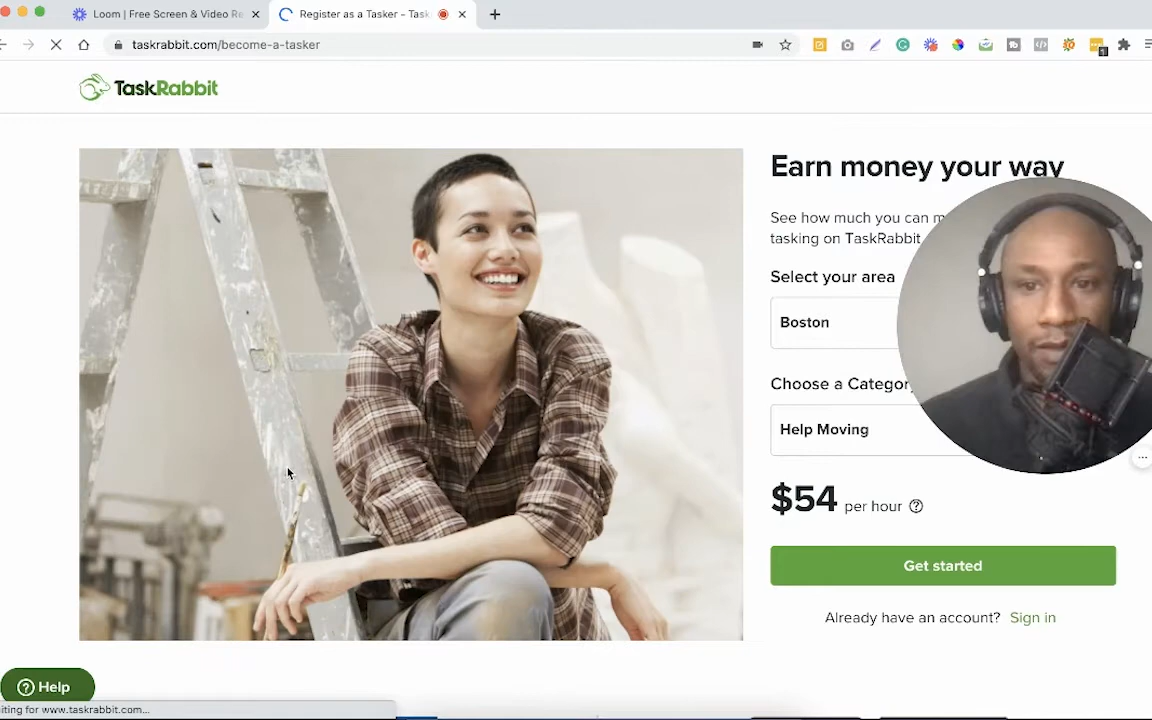 Loom | Free Screen & Video Re
Register as a Tasker – Task
taskrabbit.com/become-a-tasker
TaskRabbit
Earn money your way
See how much you can m
tasking on TaskRabbit
Select your area
Boston
Choose a Categor
Help Moving
$54 per hour
Get started
Already have an account? Sign in
Help
iting for www.taskrabbit.com...